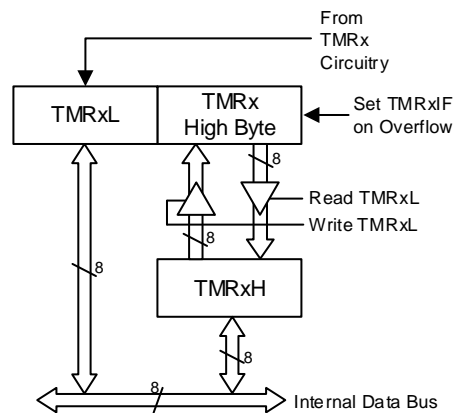 From
TMRx
Circuitry
TMRxL
TMRx
High Byte
Set TMRxIF
on Overflow
8
Read TMRxL
Write TMRxL
8
8
TMRxH
8
8
Internal Data Bus